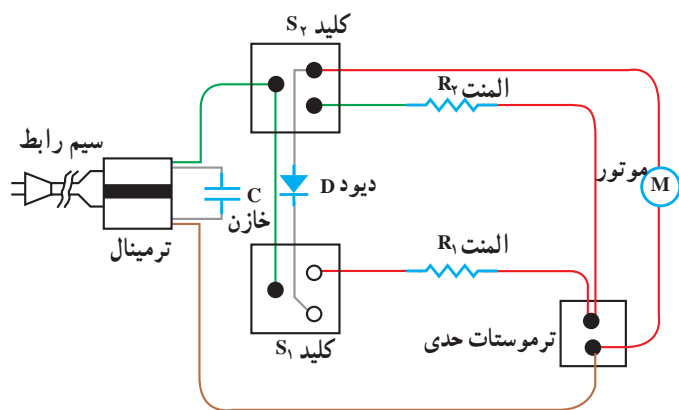 کلید S۲
المنت R۲
سیم رابط
موتور
M
دیود D
C
خازن
ترمینال
المنت R۱
ترموستات حدی
کلید S۱